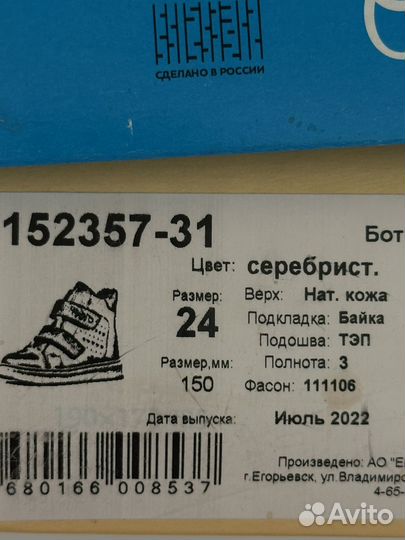 СДЕЛАНО В РОССИИ
152357-31
Бот
Цвет: серебрист.
Размер: Верх: Нат. кожа
24 Подкладка: Байка
Подошва: ТЭП
Размер,мм: Полнота: 3
150 Фасон: 111106
Дата выпуска: Июль 2022
Произведено: АО "Е
г.Егорьевск, ул.Владимирс
4-65-
680166 008537
Avito